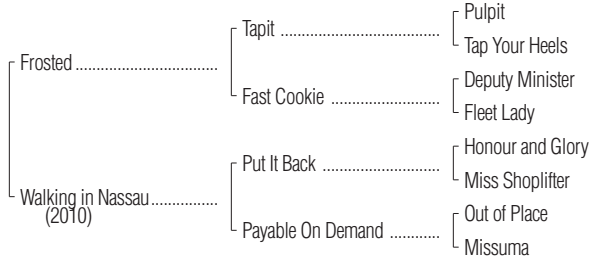 Pulpit
Tapit ..................................
Tap Your Heels
Frosted ..............................
Deputy Minister
Fast Cookie .......................
Fleet Lady
Honour and Glory
Put It Back .........................
Miss Shoplifter
Walking in Nassau ..............
(2010)
Out of Place
Payable On Demand ...........
Missuma